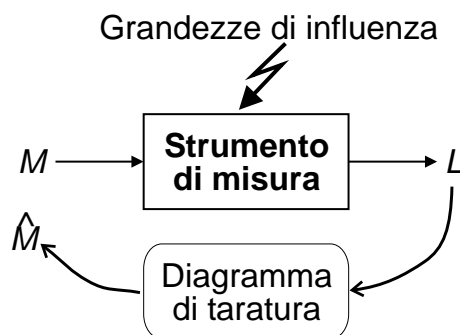 Grandezze di influenza
Strumento
di misura
M
L
M̂
Diagramma
di taratura